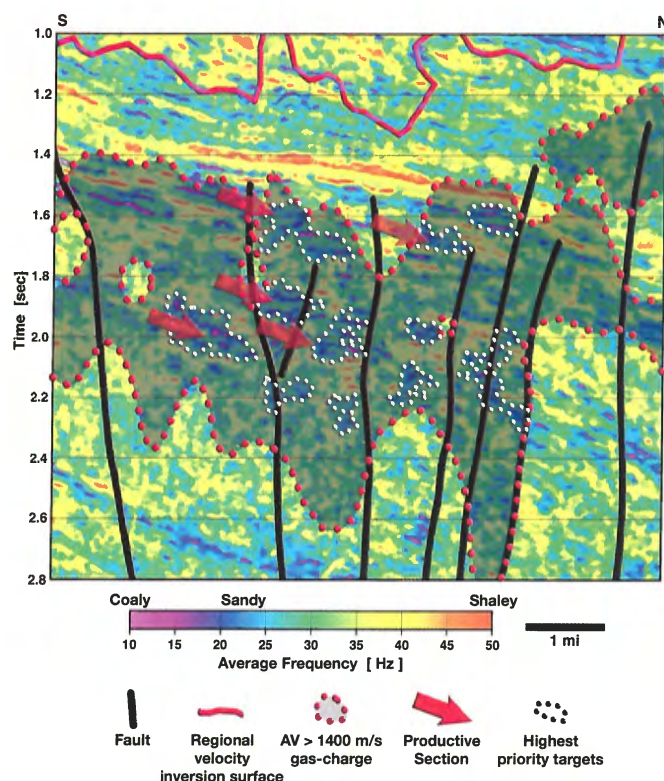 S N
1.0
1.2
1.4
1.6
1.8
2.0
2.2
2.4
2.6
2.8
Time [sec]
Coaly Sandy Shaley
10 15 20 25 30 35 40 45 50
Average Frequency [ Hz ]
1 mi
Fault
Regional
velocity
inversion surface
AV > 1400 m/s
gas-charge
Productive
Section
Highest
priority targets